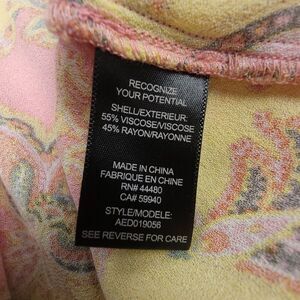 RECOGNIZE
YOUR POTENTIAL
SHELL/EXTERIEUR:
55% VISCOSE/VISCOSE
45% RAYON/RAYONNE
MADE IN CHINA
FABRIQUE EN CHINE
RN# 44480
CA# 59940
STYLE/MODELE:
AED019056
SEE REVERSE FOR CARE